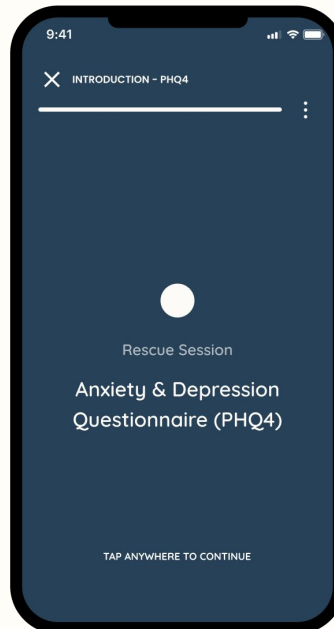 9:41
INTRODUCTION - PHQ4
Rescue Session
Anxiety & Depression
Questionnaire (PHQ4)
TAP ANYWHERE TO CONTINUE